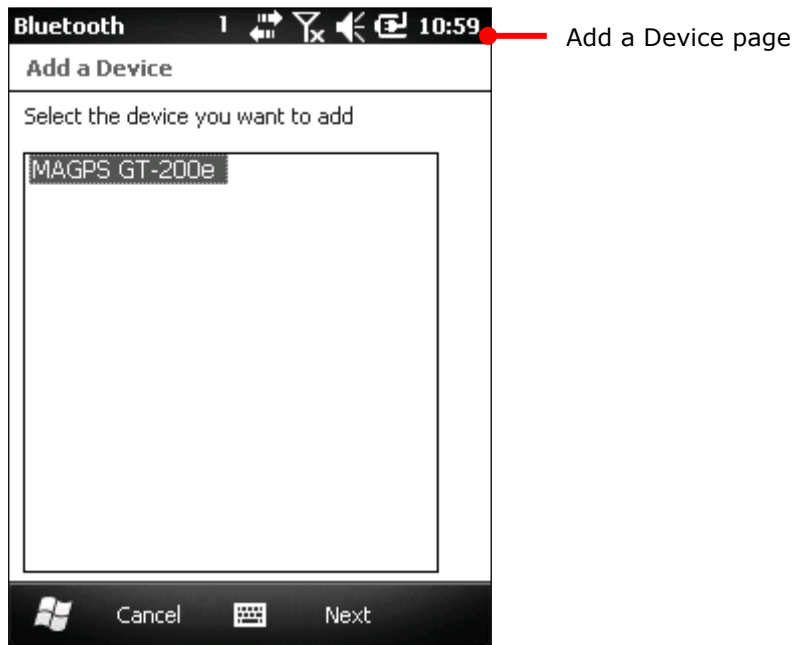 Bluetooth 1 10:59
Add a Device page
Add a Device
Select the device you want to add
MAGPS GT-200e
Cancel Next